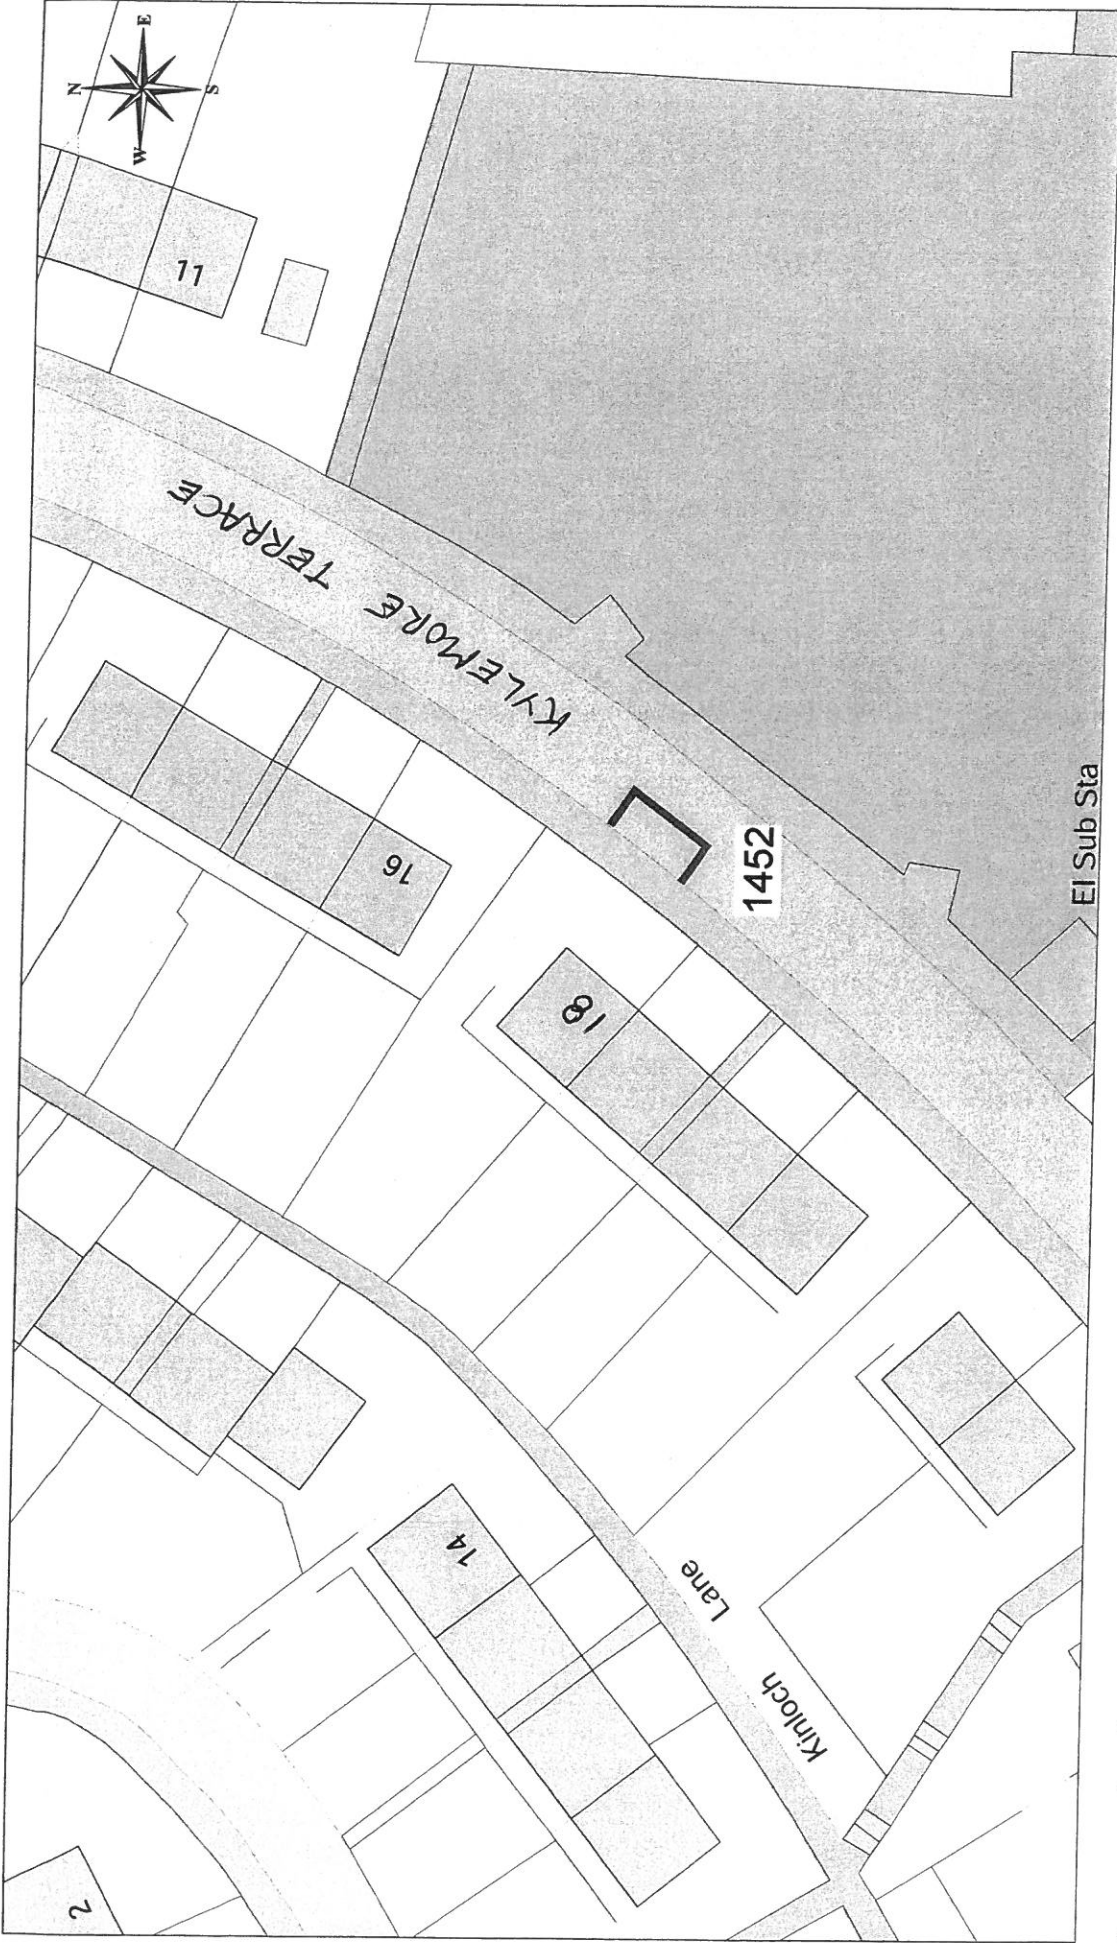 N
E
S
W
11
KYLEMORE TERRACE
16
18
1452
El Sub Sta
14
Kinloch Lane
2